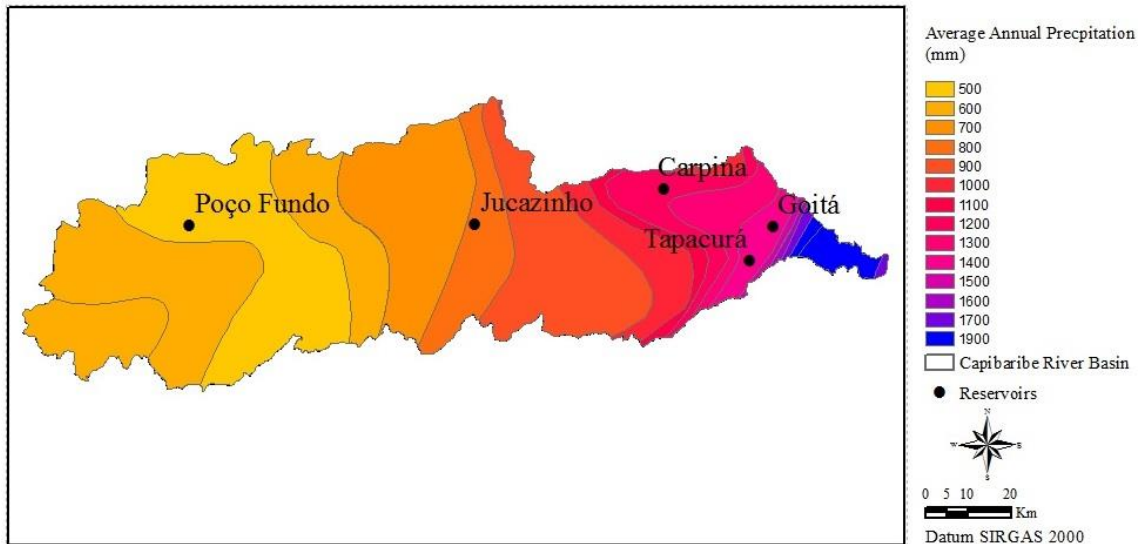 Average Annual Precpitation
(mm)
500
600
700
800
900
1000
1100
1200
1300
1400
1500
1600
1700
1900
Capibaribe River Basin
Reservoirs
N
W E
S
0 5 10 20
Km
Datum SIRGAS 2000
Carpina
Poço Fundo
Jucazinho
Goitá
Tapacurá